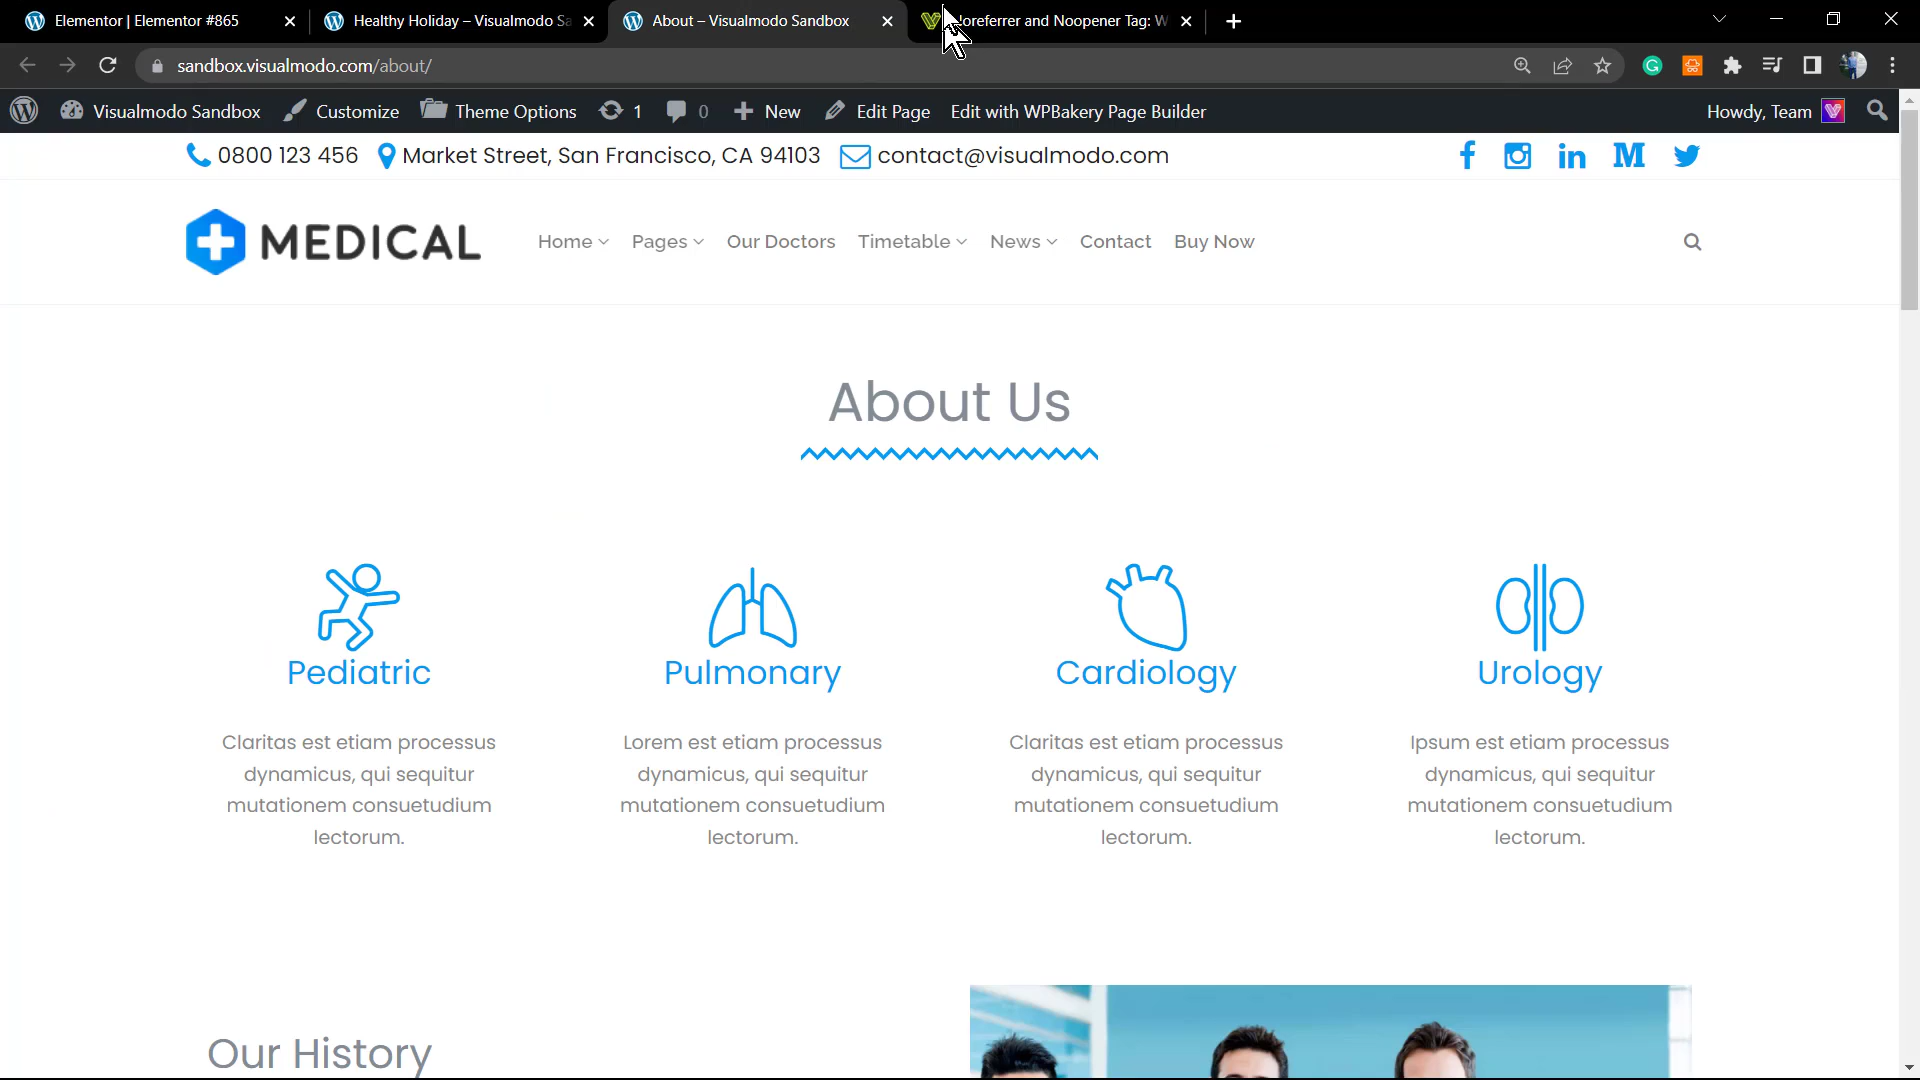 Elementor | Elementor #865
Healthy Holiday – Visualmodo Sa
About – Visualmodo Sandbox
oreferrer and Noopener Tag: W
sandbox.visualmodo.com/about/
Visualmodo Sandbox
Customize
Theme Options
1
0
New
Edit Page
Edit with WPBakery Page Builder
Howdy, Team
0800 123 456
Market Street, San Francisco, CA 94103
contact@visualmodo.com
MEDICAL
Home
Pages
Our Doctors
Timetable
News
Contact
Buy Now
About Us
Pediatric
Claritas est etiam processus
dynamicus, qui sequitur
mutationem consuetudium
lectorum.
Pulmonary
Lorem est etiam processus
dynamicus, qui sequitur
mutationem consuetudium
lectorum.
Cardiology
Claritas est etiam processus
dynamicus, qui sequitur
mutationem consuetudium
lectorum.
Urology
Ipsum est etiam processus
dynamicus, qui sequitur
mutationem consuetudium
lectorum.
Our History